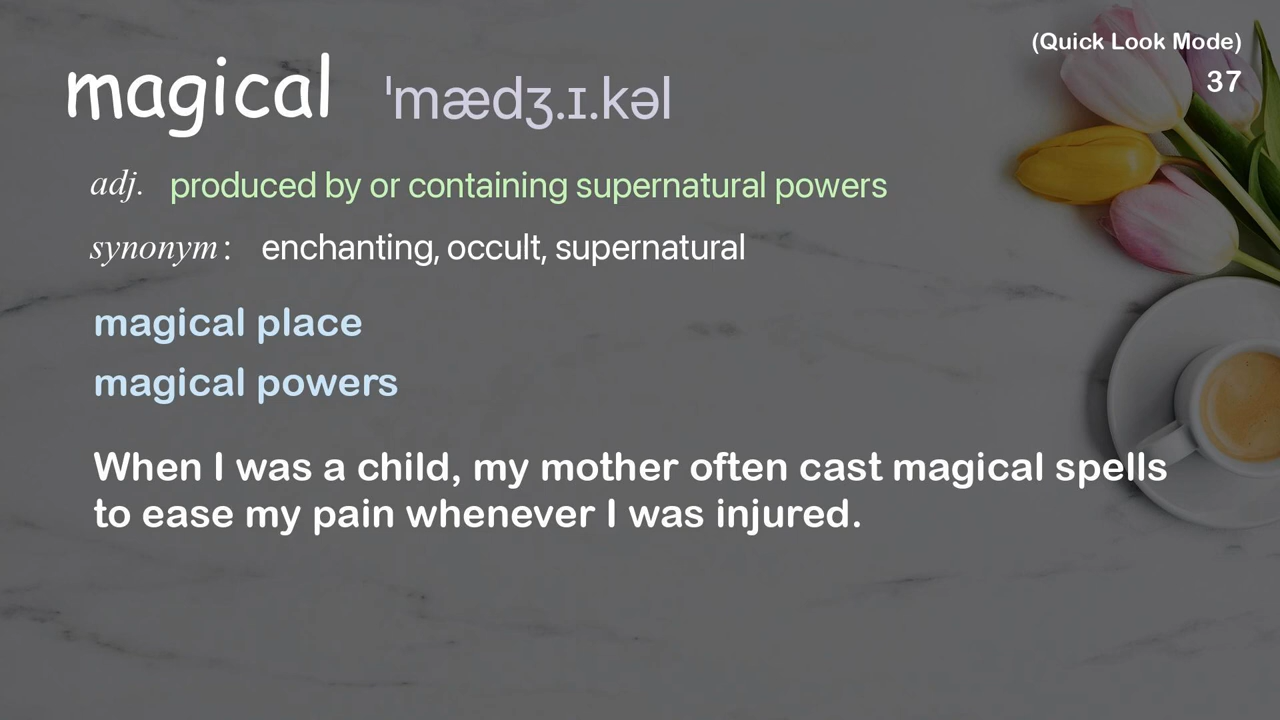 (Quick Look Mode)
37
magical ˈmædʒ.ɪ.kəl
adj. produced by or containing supernatural powers
synonym: enchanting, occult, supernatural
magical place
magical powers
When I was a child, my mother often cast magical spells
to ease my pain whenever I was injured.